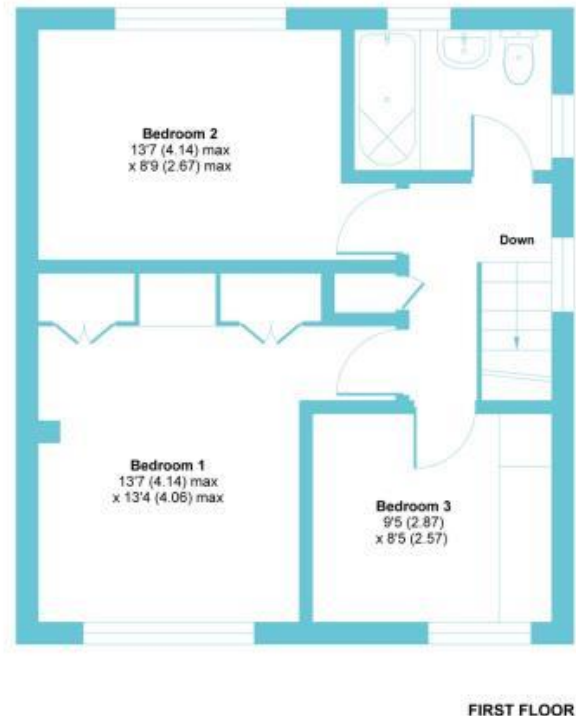 Bedroom 2
13'7 (4.14) max
x 8'9 (2.67) max
Down
Bedroom 1
13'7 (4.14) max
x 13'4 (4.06) max
Bedroom 3
9'5 (2.87)
x 8'5 (2.57)
FIRST FLOOR